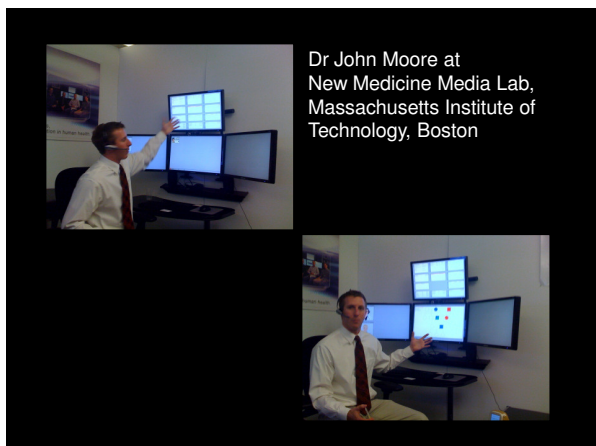 Dr John Moore at
New Medicine Media Lab,
Massachusetts Institute of
Technology, Boston